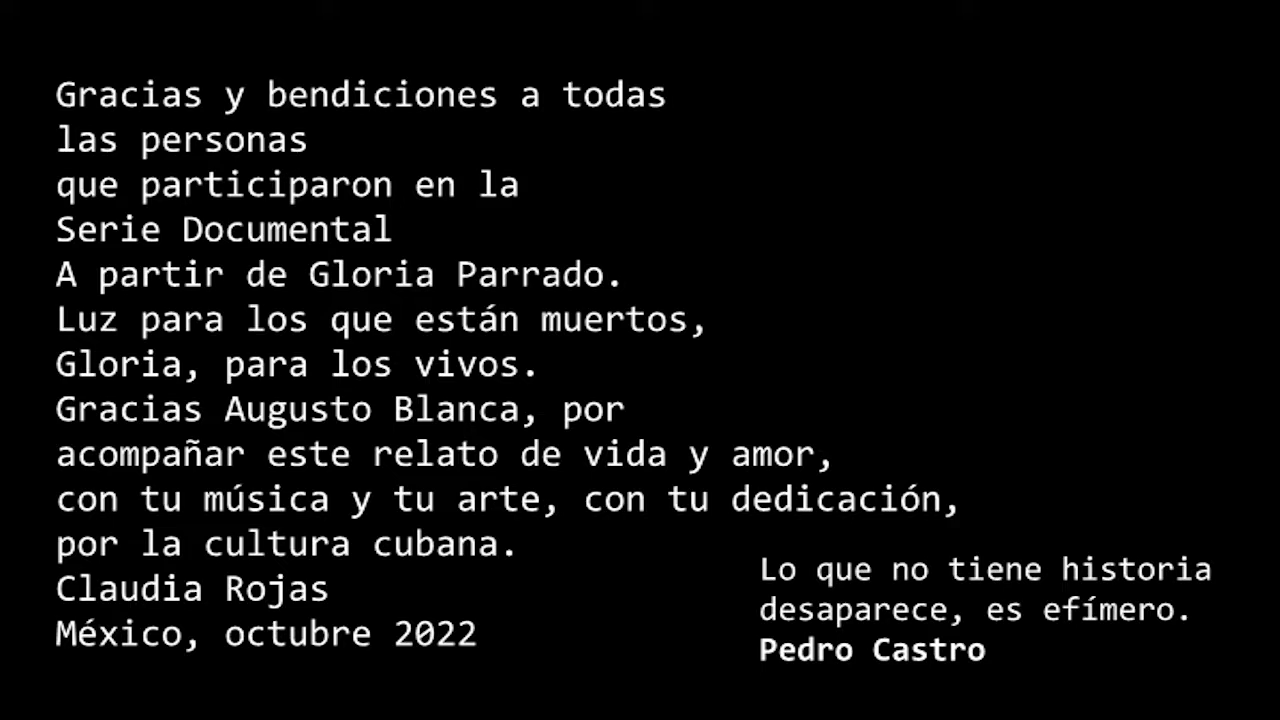 Gracias y bendiciones a todas
las personas
que participaron en la
Serie Documental
A partir de Gloria Parrado.
Luz para los que están muertos,
Gloria, para los vivos.
Gracias Augusto Blanca, por
acompañar este relato de vida y amor,
con tu música y tu arte, con tu dedicación,
por la cultura cubana.
Claudia Rojas
México, octubre 2022
Lo que no tiene historia
desaparece, es efímero.
Pedro Castro